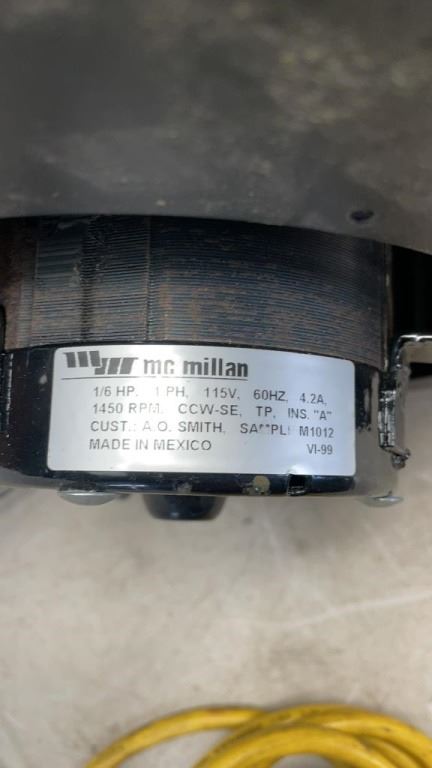 mc millan
1/6 HP. 1 PH, 115V, 60HZ, 4.2A,
1450 RPM, CCW-SE, TP, INS. "A"
CUST.: A.O. SMITH, M1012
MADE IN MEXICO VI-99